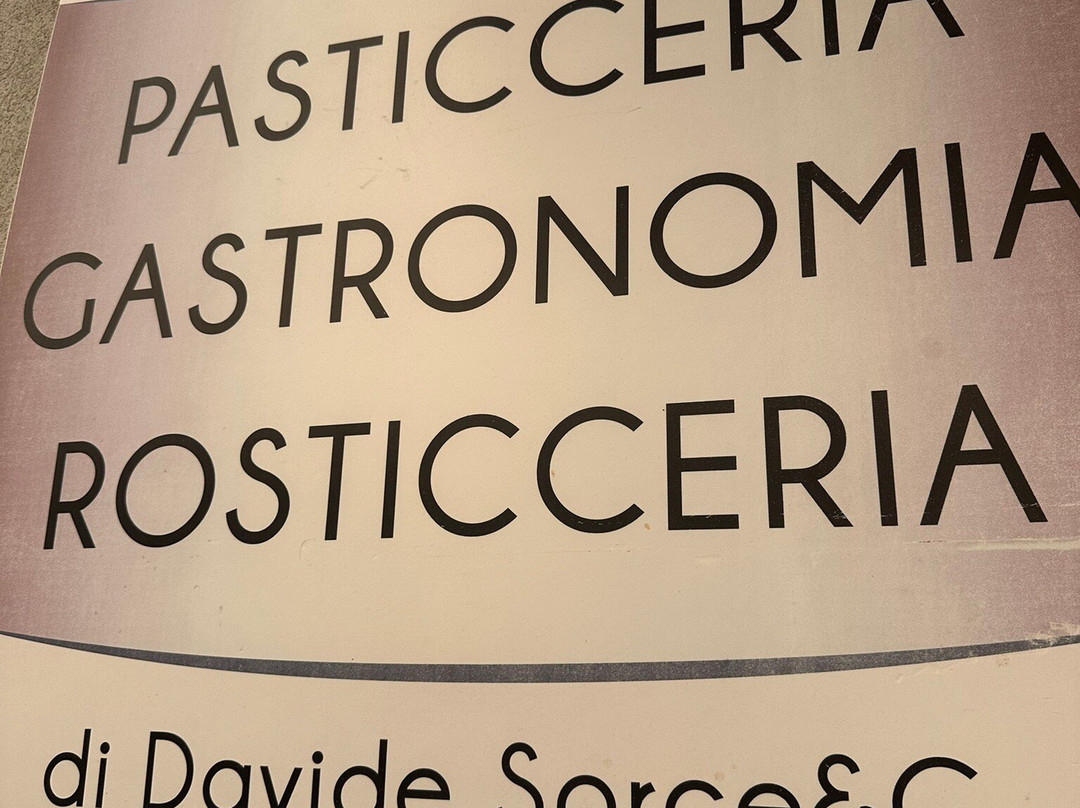 PASTICCERIA
GASTRONOMIA
ROSTICCERIA
di Davide Sorce & C.